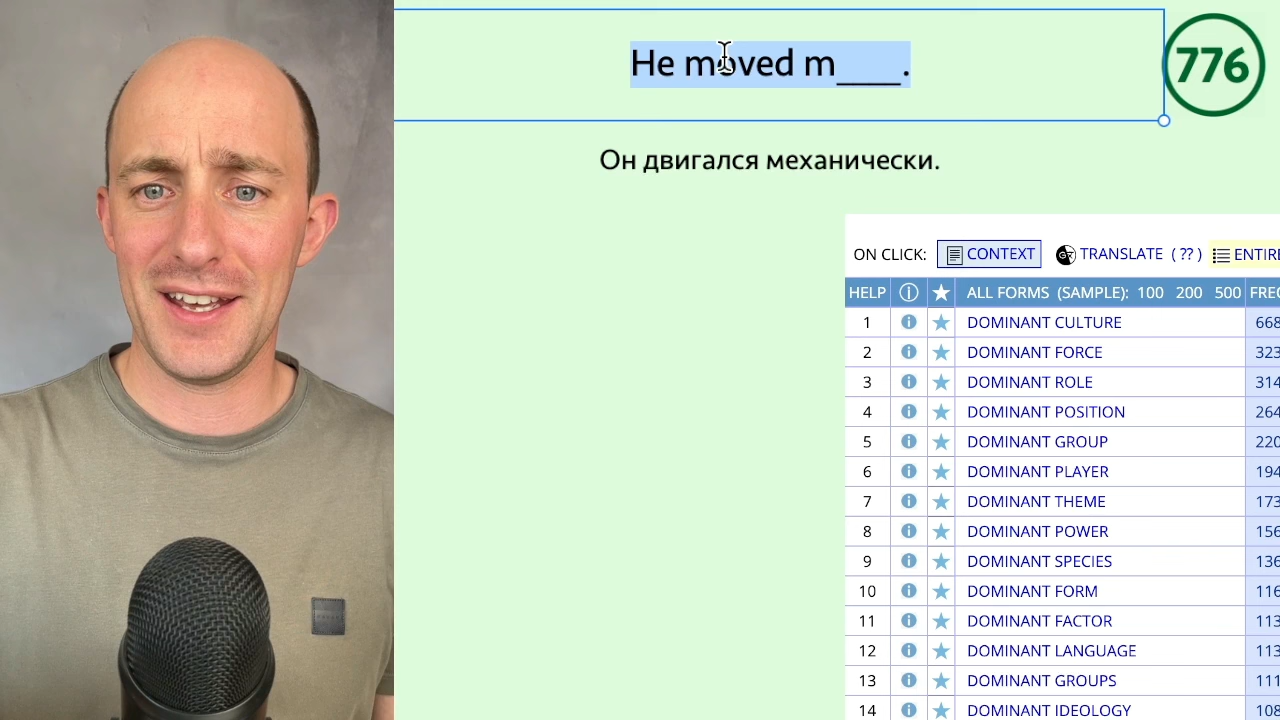 He moved m____.
776
Он двигался механически.
ON CLICK: CONTEXT TRANSLATE ( ?? ) ENTIRE
HELP ALL FORMS (SAMPLE): 100 200 500 FREQ
1 DOMINANT CULTURE 668
2 DOMINANT FORCE 323
3 DOMINANT ROLE 314
4 DOMINANT POSITION 264
5 DOMINANT GROUP 220
6 DOMINANT PLAYER 194
7 DOMINANT THEME 173
8 DOMINANT POWER 156
9 DOMINANT SPECIES 136
10 DOMINANT FORM 116
11 DOMINANT FACTOR 113
12 DOMINANT LANGUAGE 113
13 DOMINANT GROUPS 111
14 DOMINANT IDEOLOGY 108